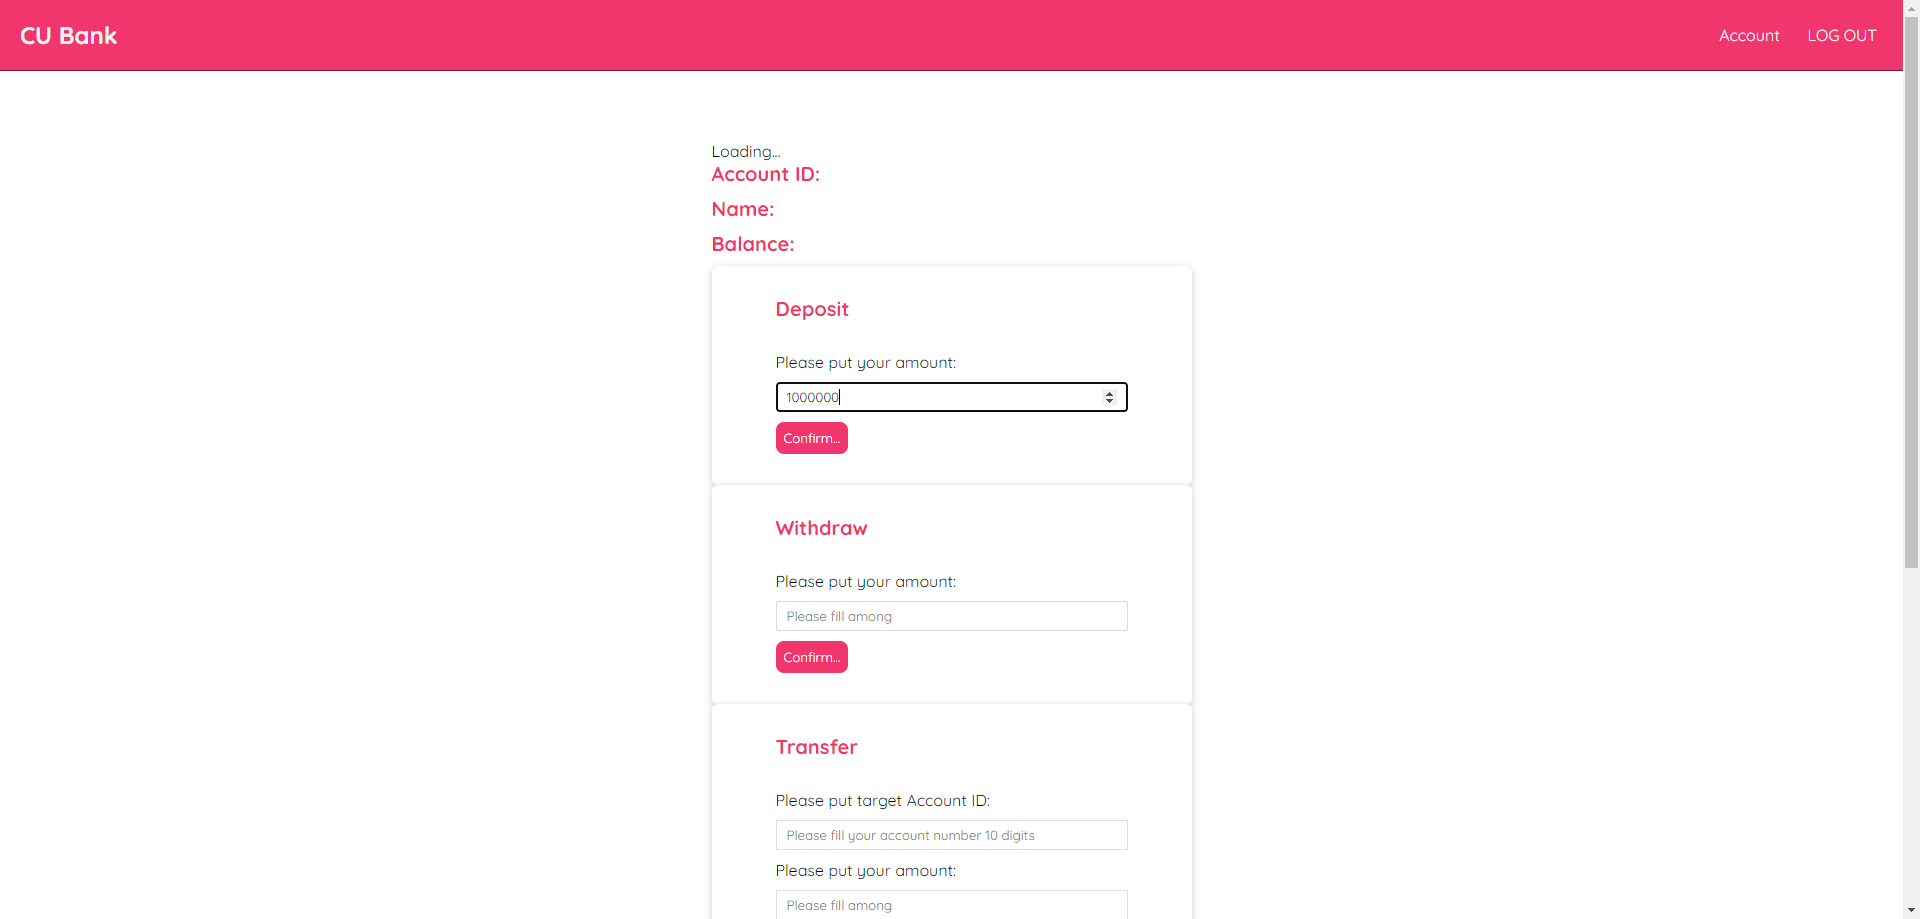 CU Bank
Account
LOG OUT
Loading...
Account ID:
Name:
Balance:
Deposit
Please put your amount:
1000000
Confirm...
Withdraw
Please put your amount:
Please fill among
Confirm...
Transfer
Please put target Account ID:
Please fill your account number 10 digits
Please put your amount:
Please fill among